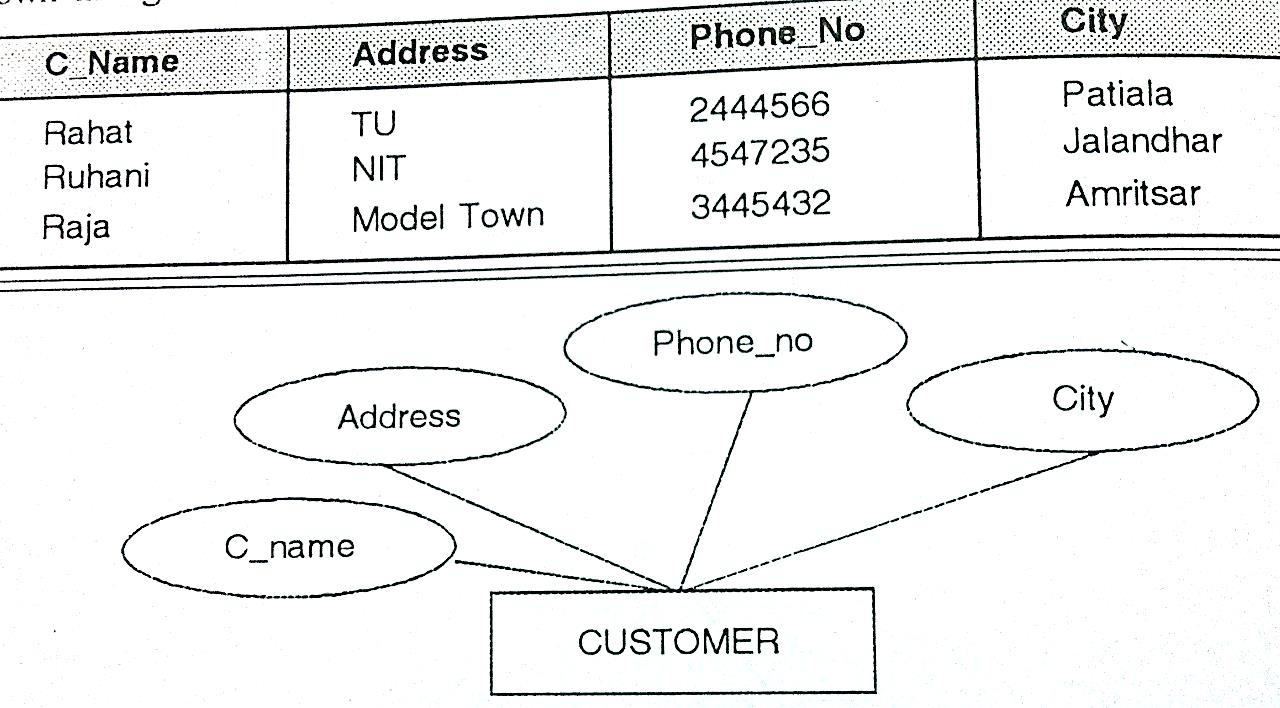 C_Name Address Phone_No City
Rahat TU 2444566 Patiala
Ruhani NIT 4547235 Jalandhar
Raja Model Town 3445432 Amritsar
Phone_no
Address City
C_name
CUSTOMER